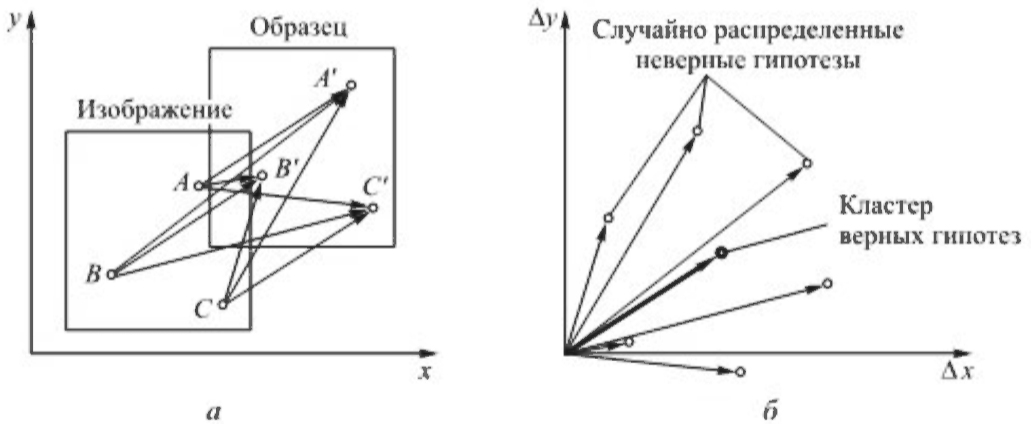 y
Образец
A'
Изображение
A
B'
C'
B
C
x
а
Δy
Случайно распределенные
неверные гипотезы
Кластер
верных гипотез
Δx
б